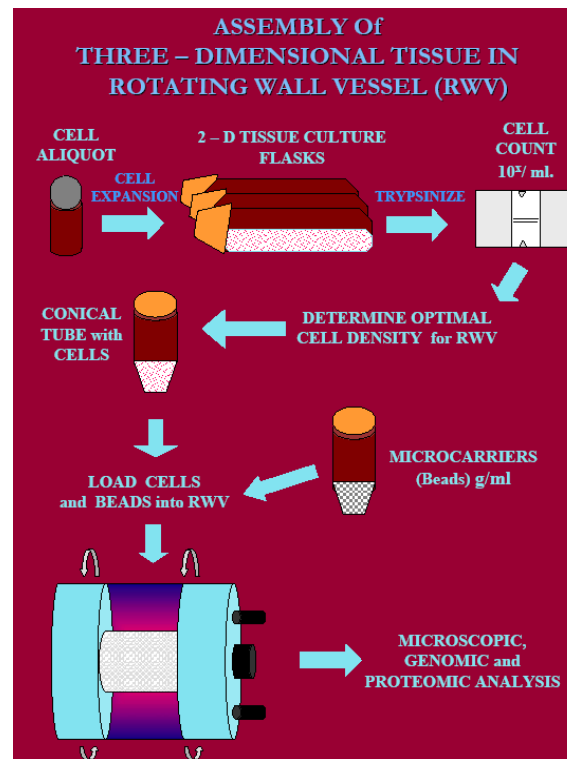 ASSEMBLY Of
THREE – DIMENSIONAL TISSUE IN
ROTATING WALL VESSEL (RWV)
CELL
ALIQUOT
CELL
EXPANSION
2 – D TISSUE CULTURE
FLASKS
TRYPSINIZE
CELL
COUNT
10ˣ/ ml.
DETERMINE OPTIMAL
CELL DENSITY for RWV
CONICAL
TUBE with
CELLS
MICROCARRIERS
(Beads) g/ml
LOAD CELLS
and BEADS into RWV
MICROSCOPIC,
GENOMIC and
PROTEOMIC ANALYSIS